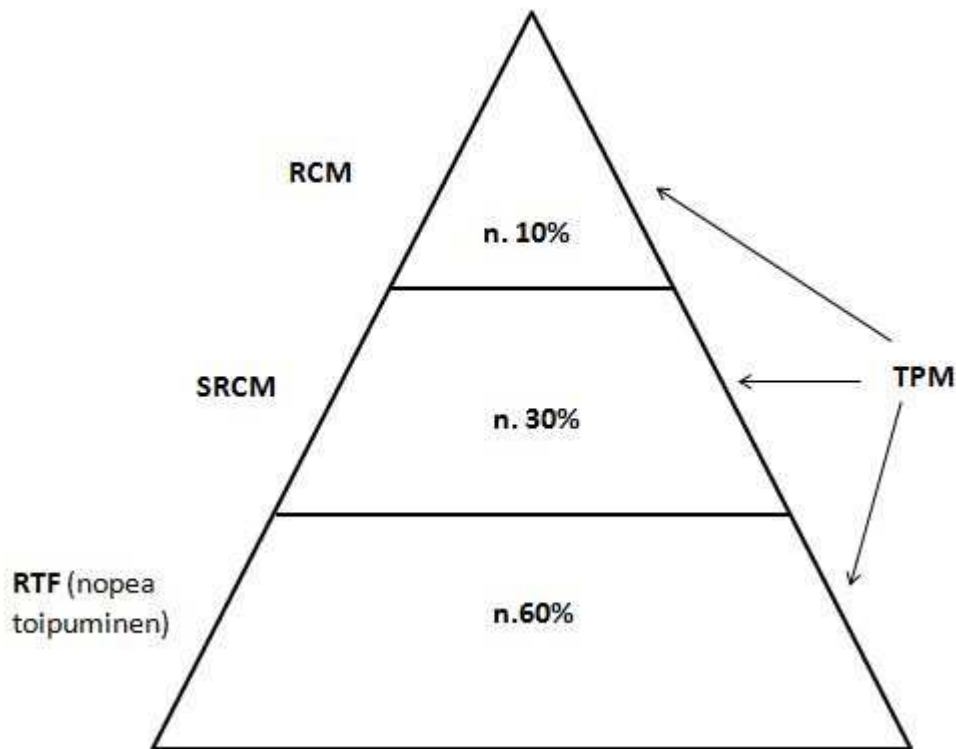 RCM
n. 10%
SRCM
TPM
n. 30%
RTF (nopea
toipuminen)
n.60%